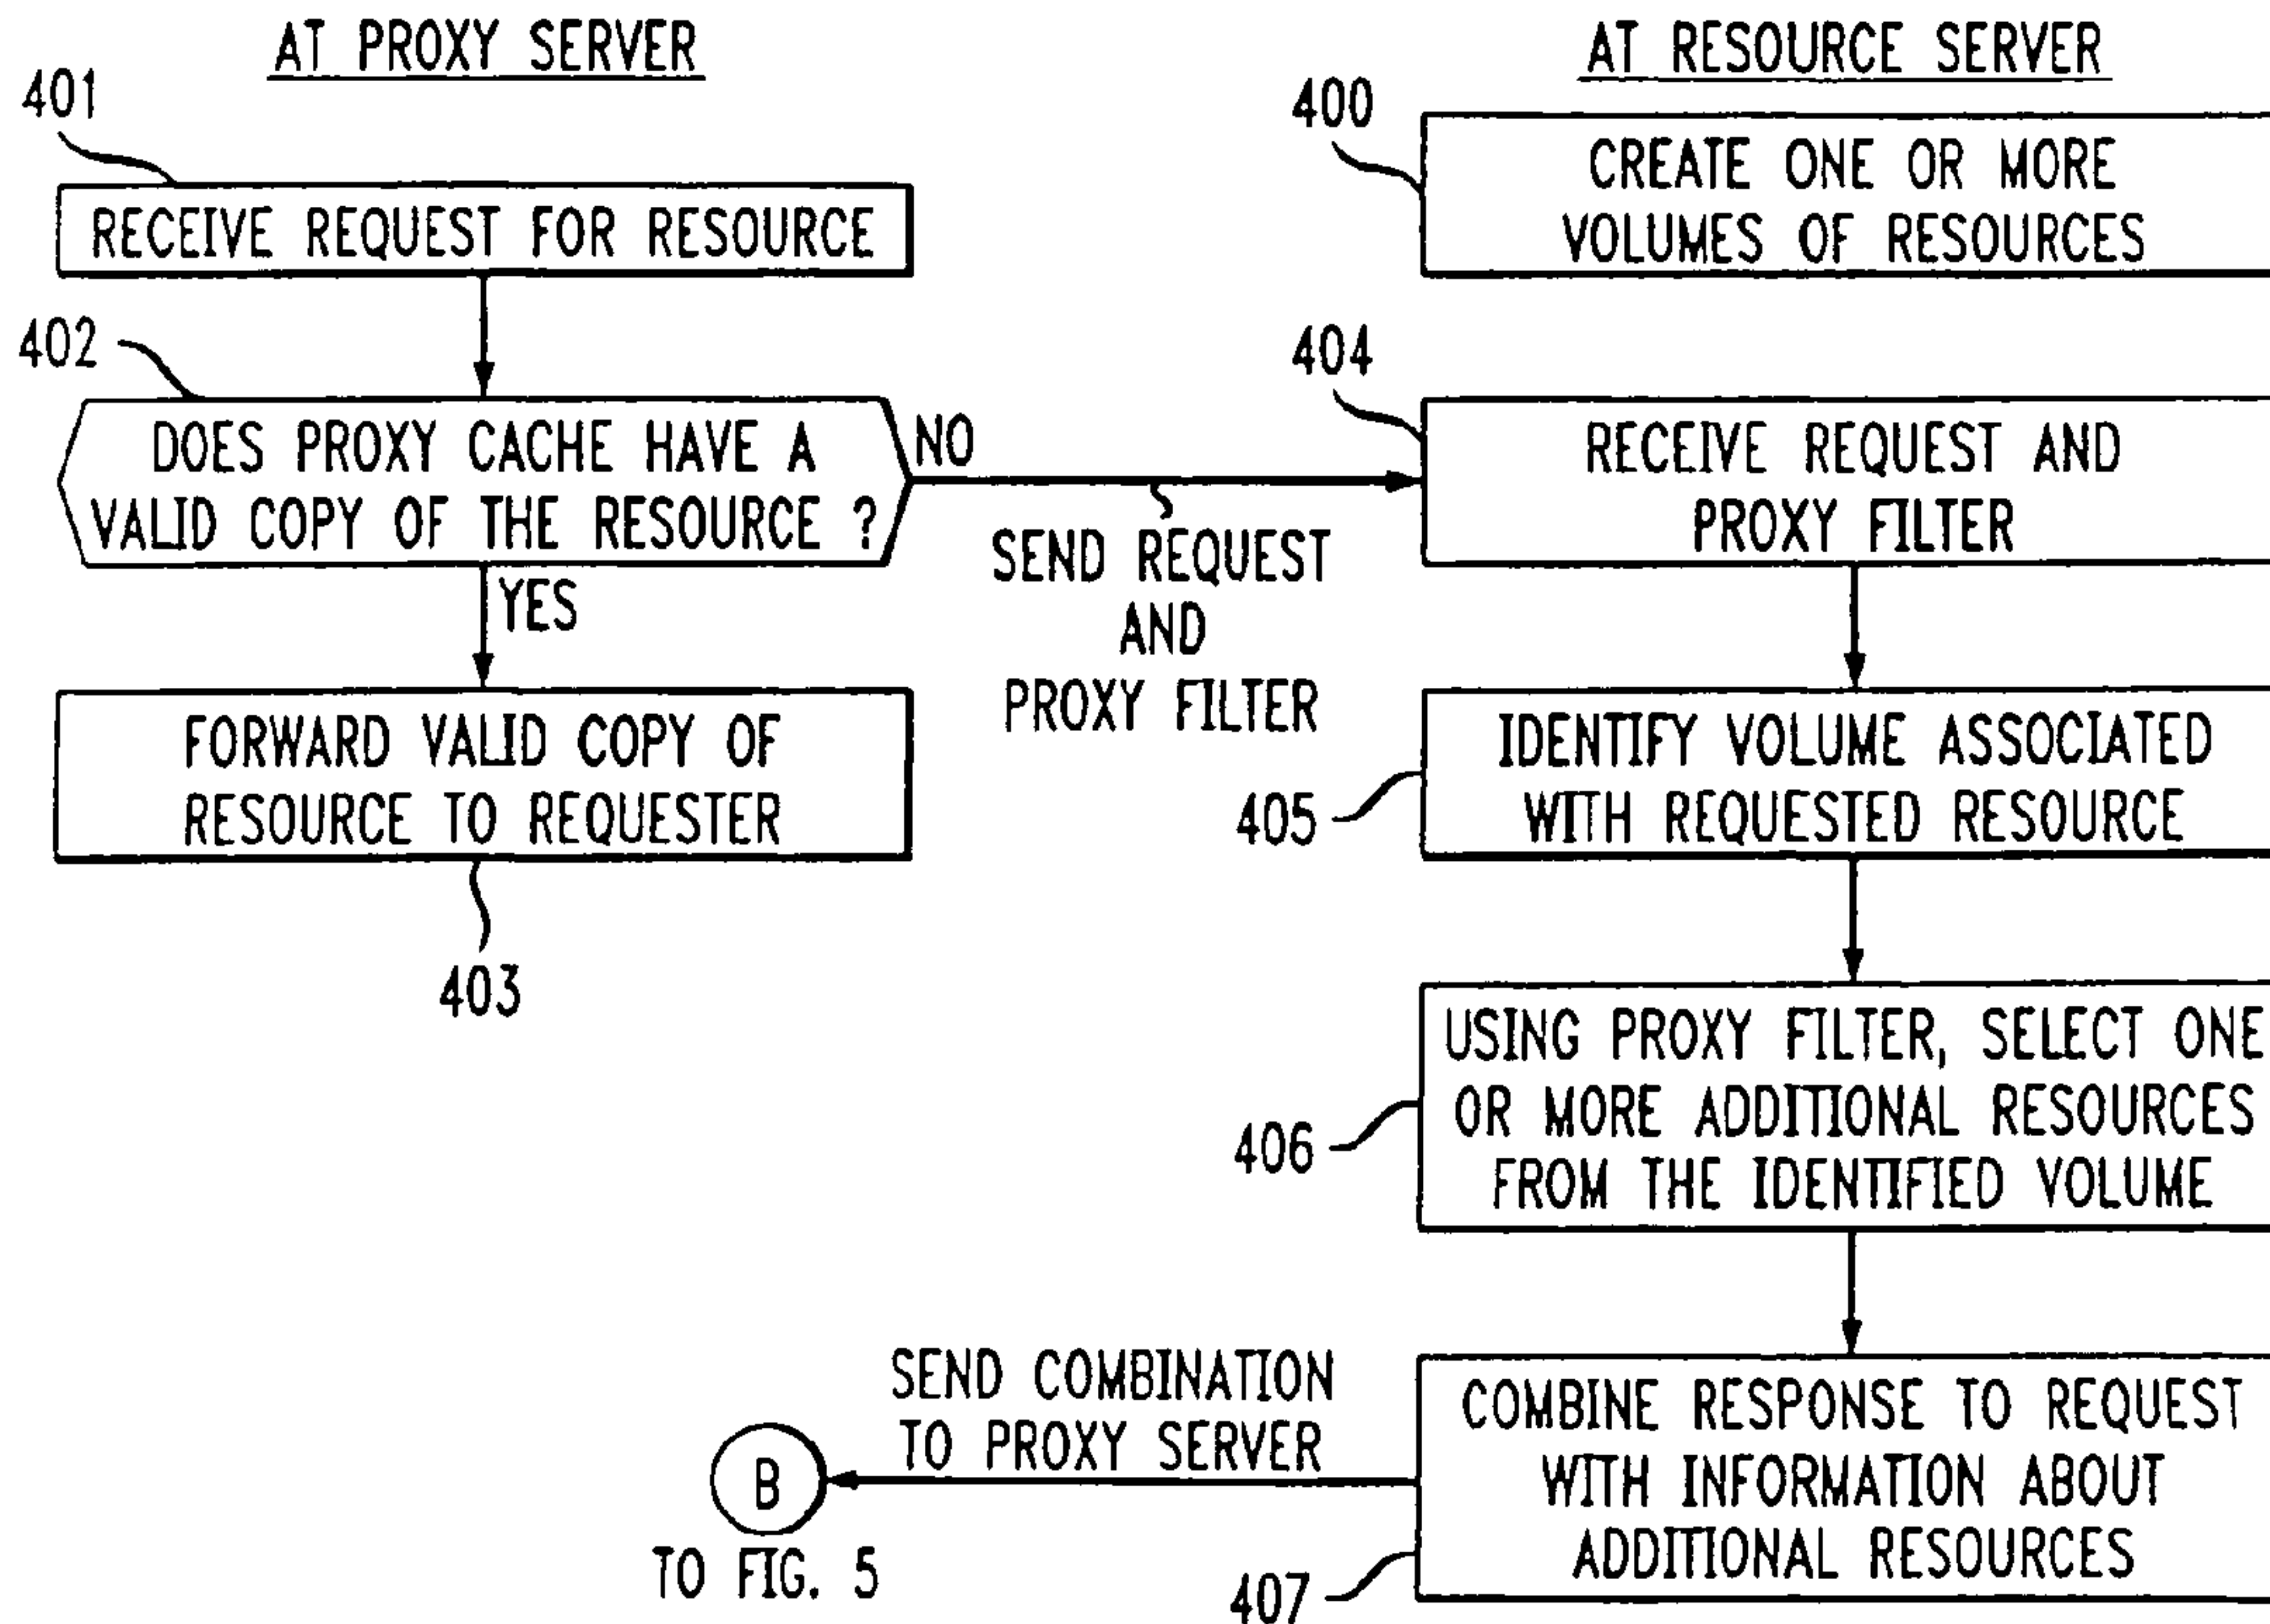 AT PROXY SERVER
401
RECEIVE REQUEST FOR RESOURCE
402
DOES PROXY CACHE HAVE A
VALID COPY OF THE RESOURCE ?
NO
SEND REQUEST
AND
PROXY FILTER
YES
FORWARD VALID COPY OF
RESOURCE TO REQUESTER
403
AT RESOURCE SERVER
400
CREATE ONE OR MORE
VOLUMES OF RESOURCES
404
RECEIVE REQUEST AND
PROXY FILTER
IDENTIFY VOLUME ASSOCIATED
WITH REQUESTED RESOURCE
405
USING PROXY FILTER, SELECT ONE
OR MORE ADDITIONAL RESOURCES
FROM THE IDENTIFIED VOLUME
406
COMBINE RESPONSE TO REQUEST
WITH INFORMATION ABOUT
ADDITIONAL RESOURCES
407
SEND COMBINATION
TO PROXY SERVER
B
TO FIG. 5